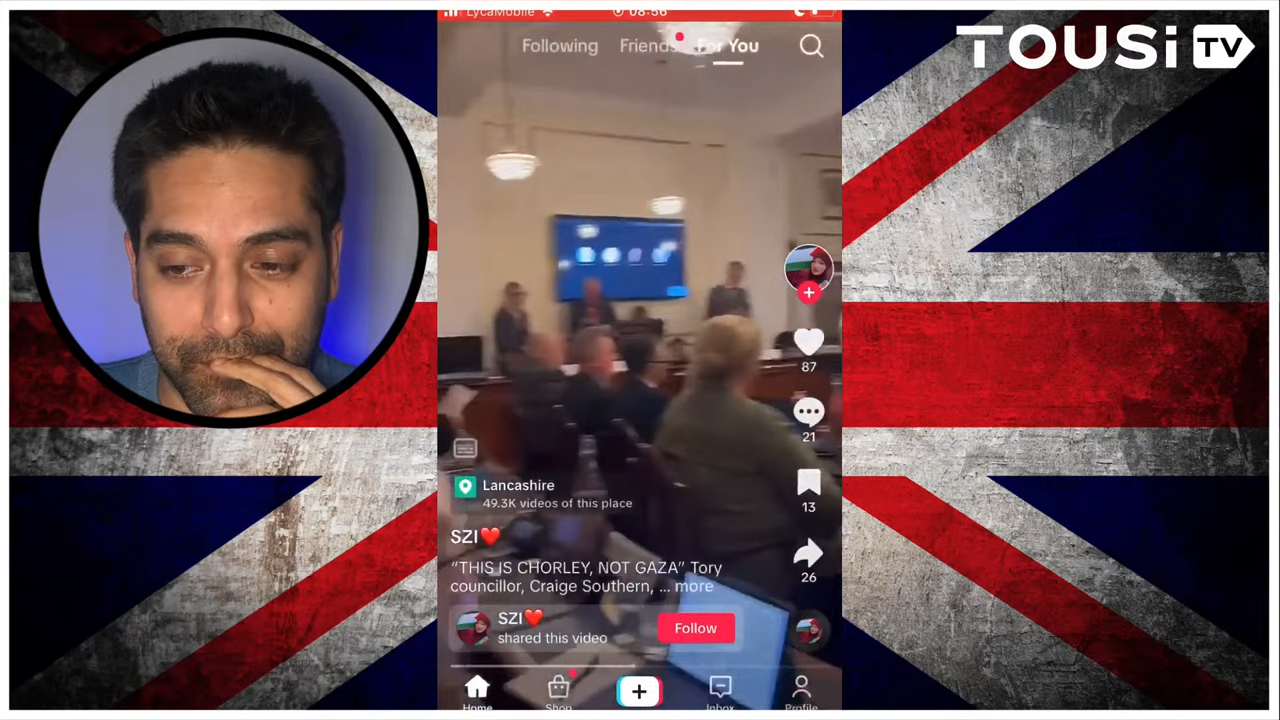 TOUSi TV
LycaMobile
08:56
Following Friends For You
87
21
Lancashire
49.3K videos of this place
13
SZI❤️
“THIS IS CHORLEY, NOT GAZA” Tory
councillor, Craige Southern, ... more
26
SZI❤️
shared this video
Follow
Home Shop Inbox Profile